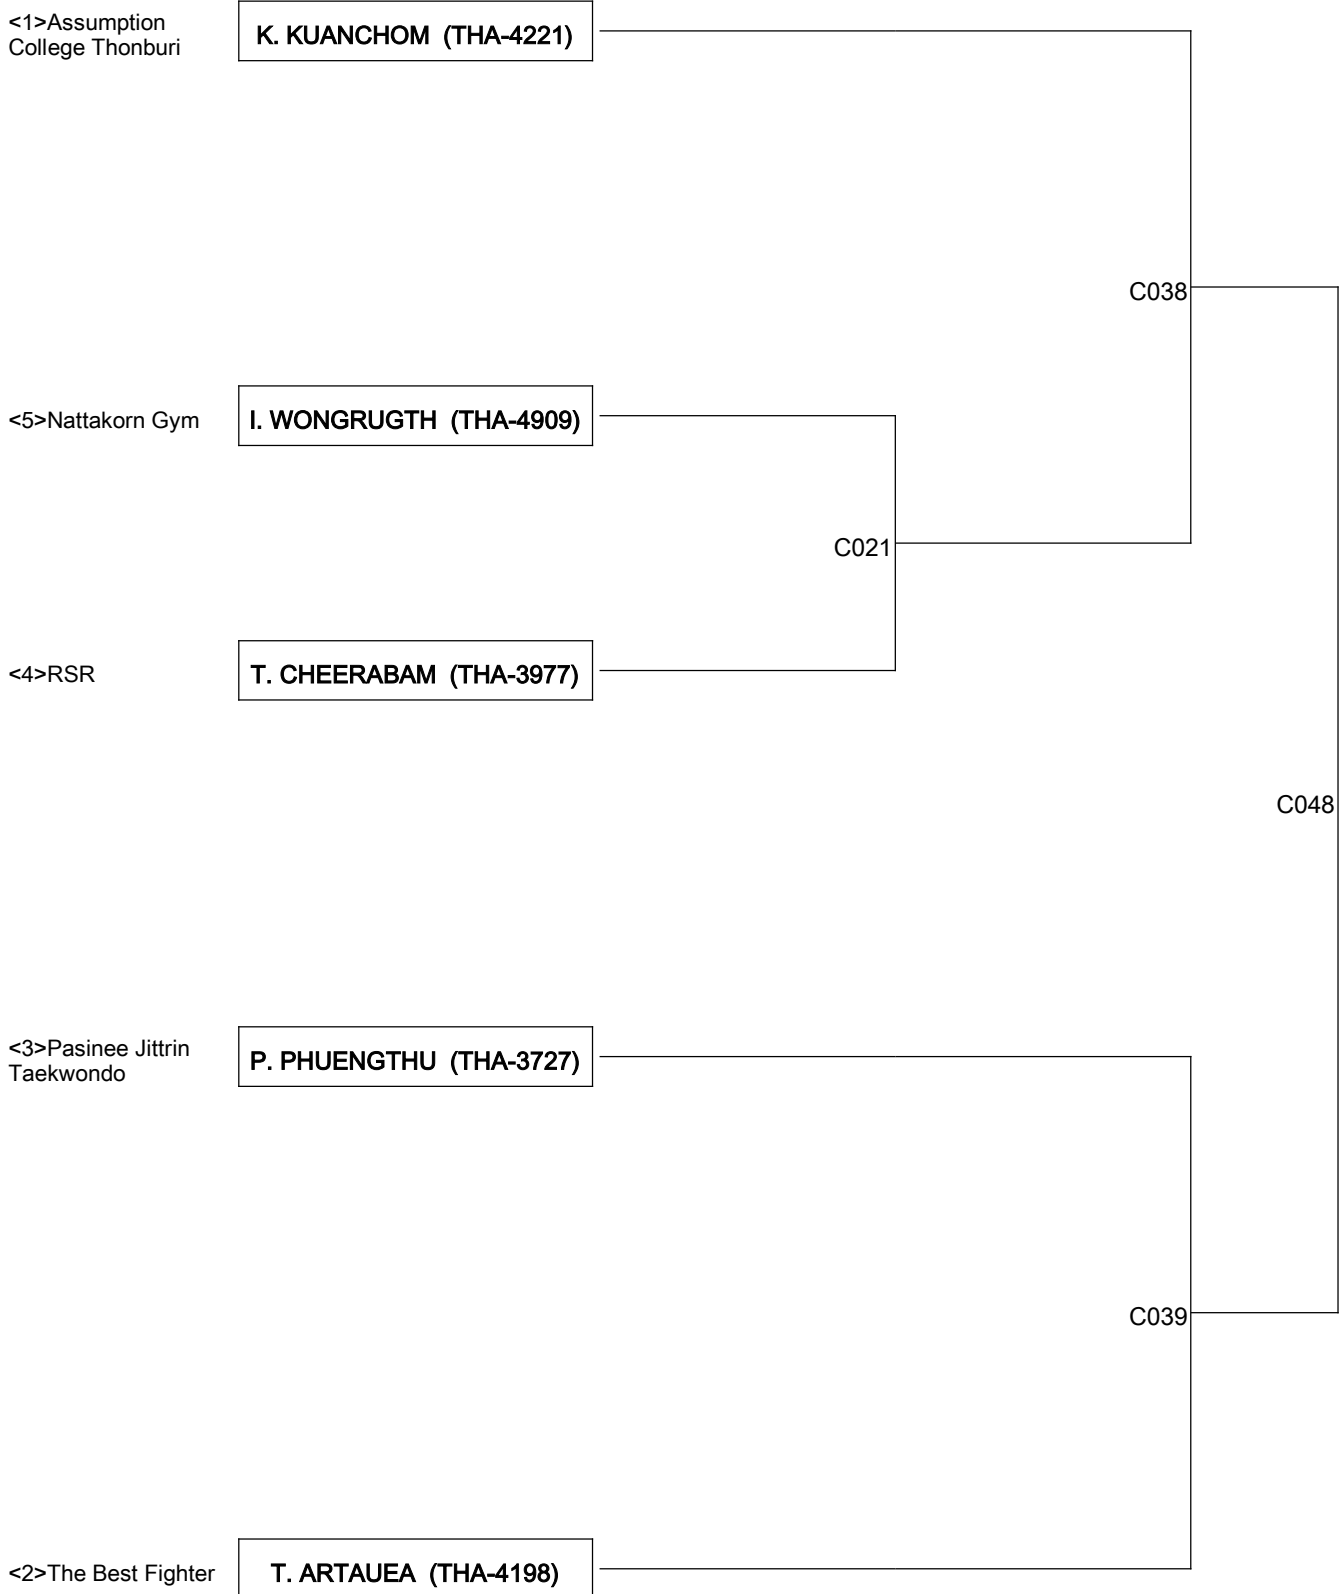 <1>Assumption
College Thonburi
K. KUANCHOM (THA-4221)
C038
<5>Nattakorn Gym
I. WONGRUGTH (THA-4909)
C021
<4>RSR
T. CHEERABAM (THA-3977)
C048
<3>Pasinee Jittrin
Taekwondo
P. PHUENGTHU (THA-3727)
C039
<2>The Best Fighter
T. ARTAUEA (THA-4198)